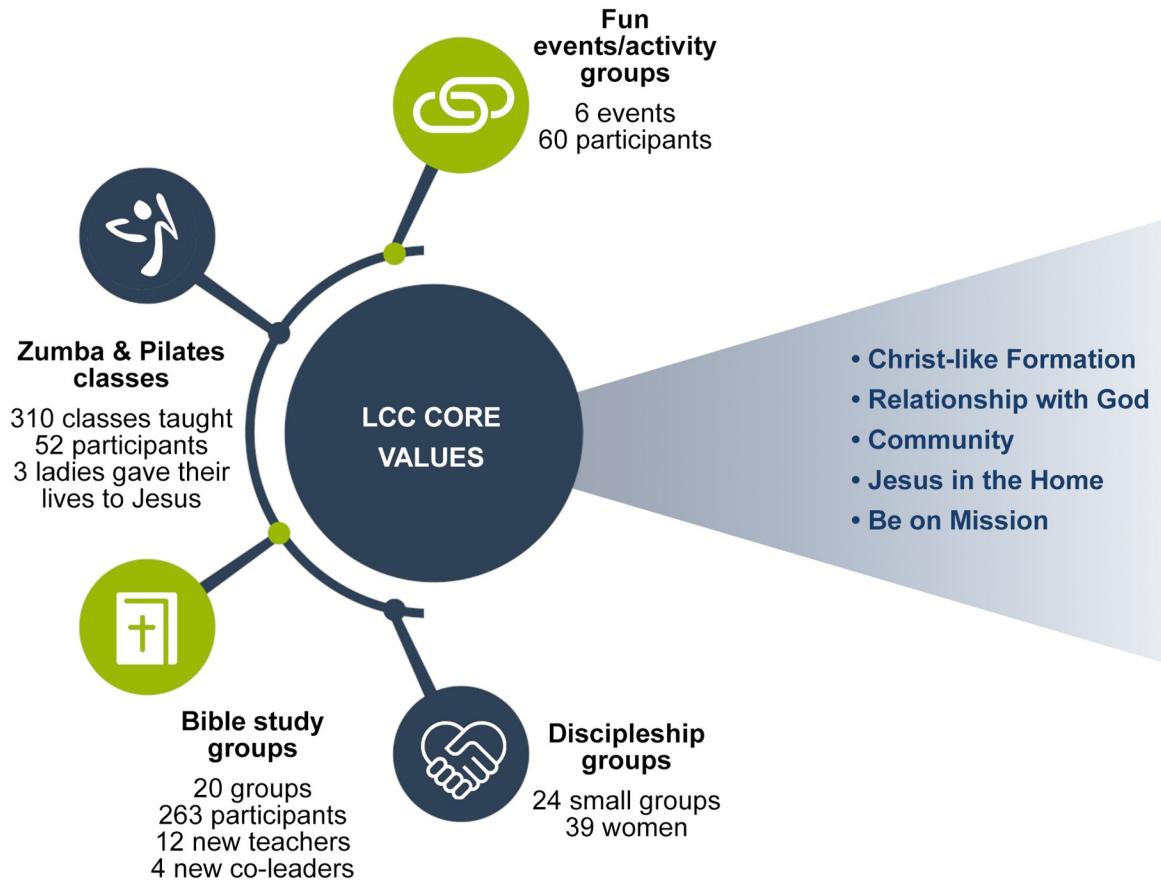 Fun
events/activity
groups
6 events
60 participants
Zumba & Pilates
classes
310 classes taught
52 participants
3 ladies gave their
lives to Jesus
LCC CORE
VALUES
• Christ-like Formation
• Relationship with God
• Community
• Jesus in the Home
• Be on Mission
Bible study
groups
20 groups
263 participants
12 new teachers
4 new co-leaders
Discipleship
groups
24 small groups
39 women